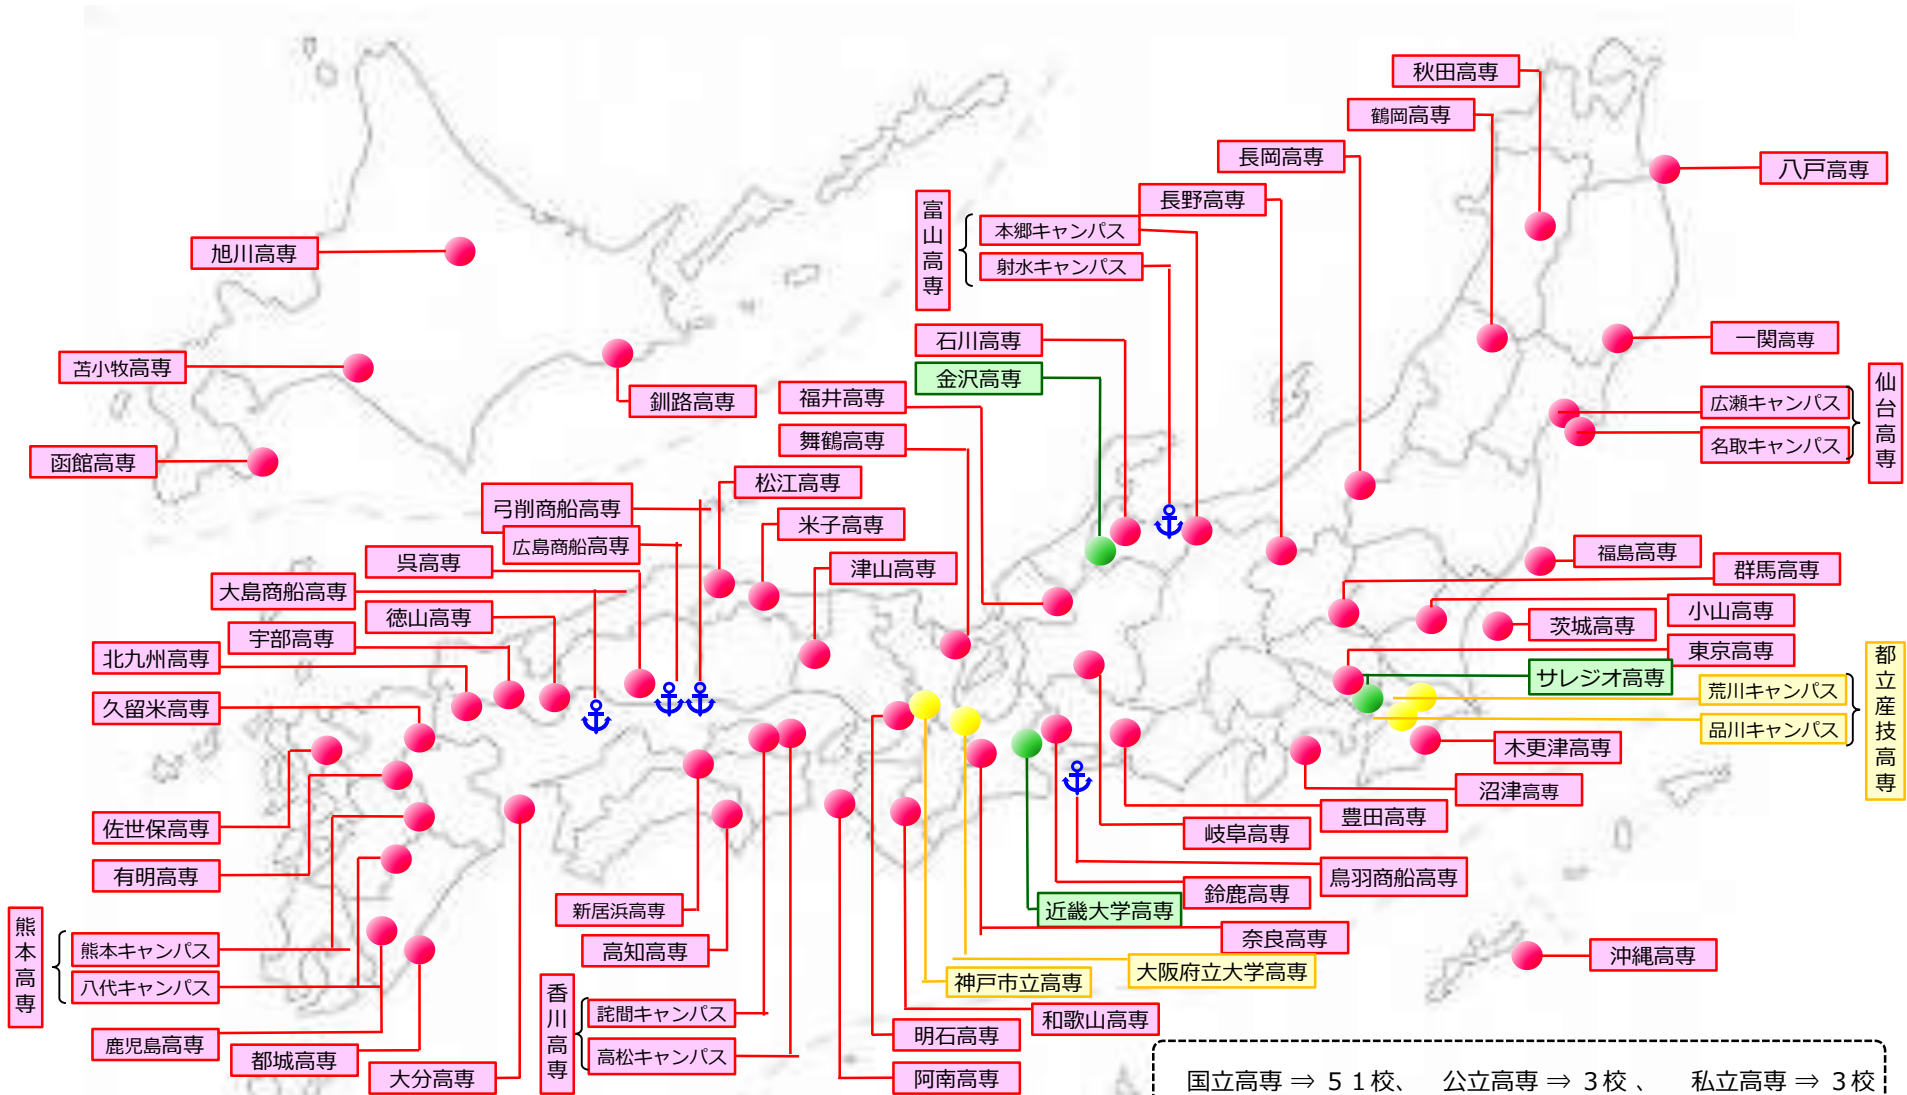 秋田高専
鶴岡高専
長岡高専
八戸高専
長野高専
富山高専
本郷キャンパス
射水キャンパス
旭川高専
石川高専
一関高専
苫小牧高専
金沢高専
釧路高専
福井高専
仙台高専
広瀬キャンパス
名取キャンパス
舞鶴高専
函館高専
松江高専
弓削商船高専
米子高専
広島商船高専
呉高専
津山高専
福島高専
群馬高専
大島商船高専
徳山高専
小山高専
茨城高専
宇部高専
東京高専
北九州高専
サレジオ高専
都立産技高専
荒川キャンパス
品川キャンパス
久留米高専
木更津高専
沼津高専
佐世保高専
豊田高専
岐阜高専
有明高専
鳥羽商船高専
鈴鹿高専
新居浜高専
近畿大学高専
奈良高専
熊本高専
熊本キャンパス
八代キャンパス
高知高専
沖縄高専
大阪府立大学高専
神戸市立高専
香川高専
詫間キャンパス
高松キャンパス
和歌山高専
明石高専
鹿児島高専
都城高専
大分高専
阿南高専
国立高専 ⇒ ５１校、 公立高専 ⇒ ３校 、 私立高専 ⇒ ３校